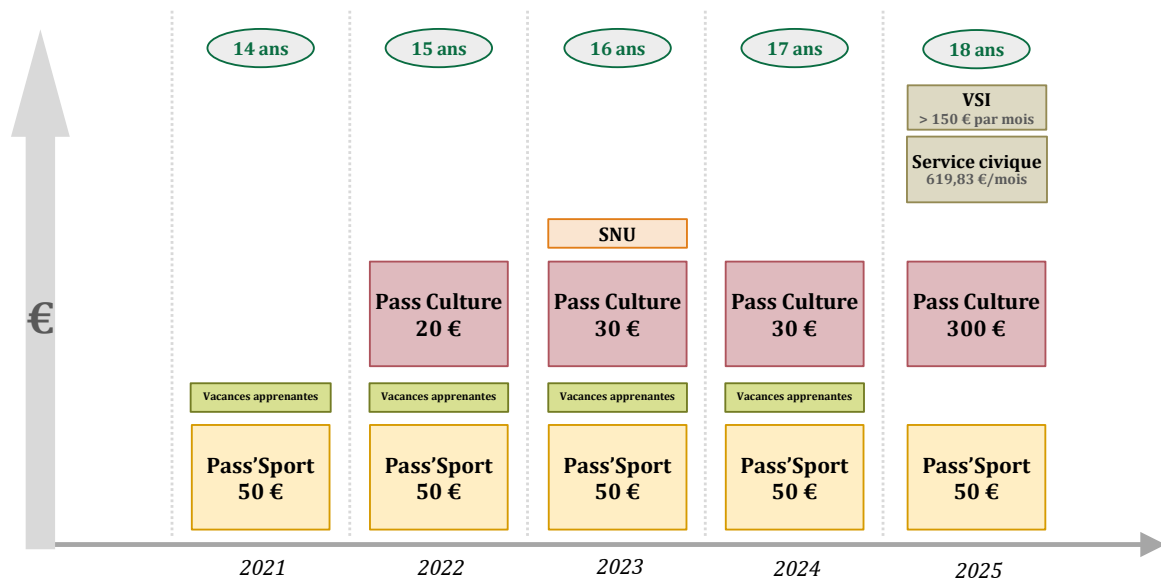 14 ans
15 ans
16 ans
17 ans
18 ans
VSI
> 150 € par mois
Service civique
619,83 €/mois
SNU
€
Pass Culture
20 €
Pass Culture
30 €
Pass Culture
30 €
Pass Culture
300 €
Vacances apprenantes
Vacances apprenantes
Vacances apprenantes
Vacances apprenantes
Pass’Sport
50 €
Pass’Sport
50 €
Pass’Sport
50 €
Pass’Sport
50 €
Pass’Sport
50 €
2021
2022
2023
2024
2025